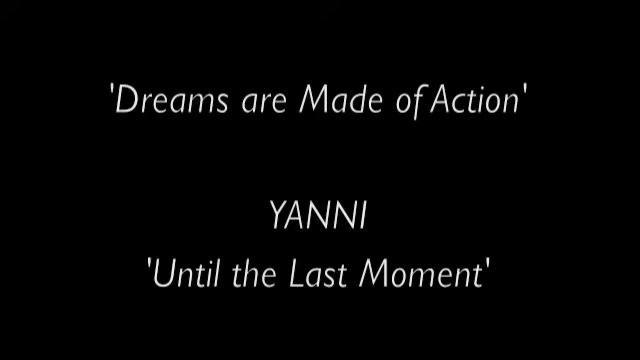 'Dreams are Made of Action'
YANNI
'Until the Last Moment'